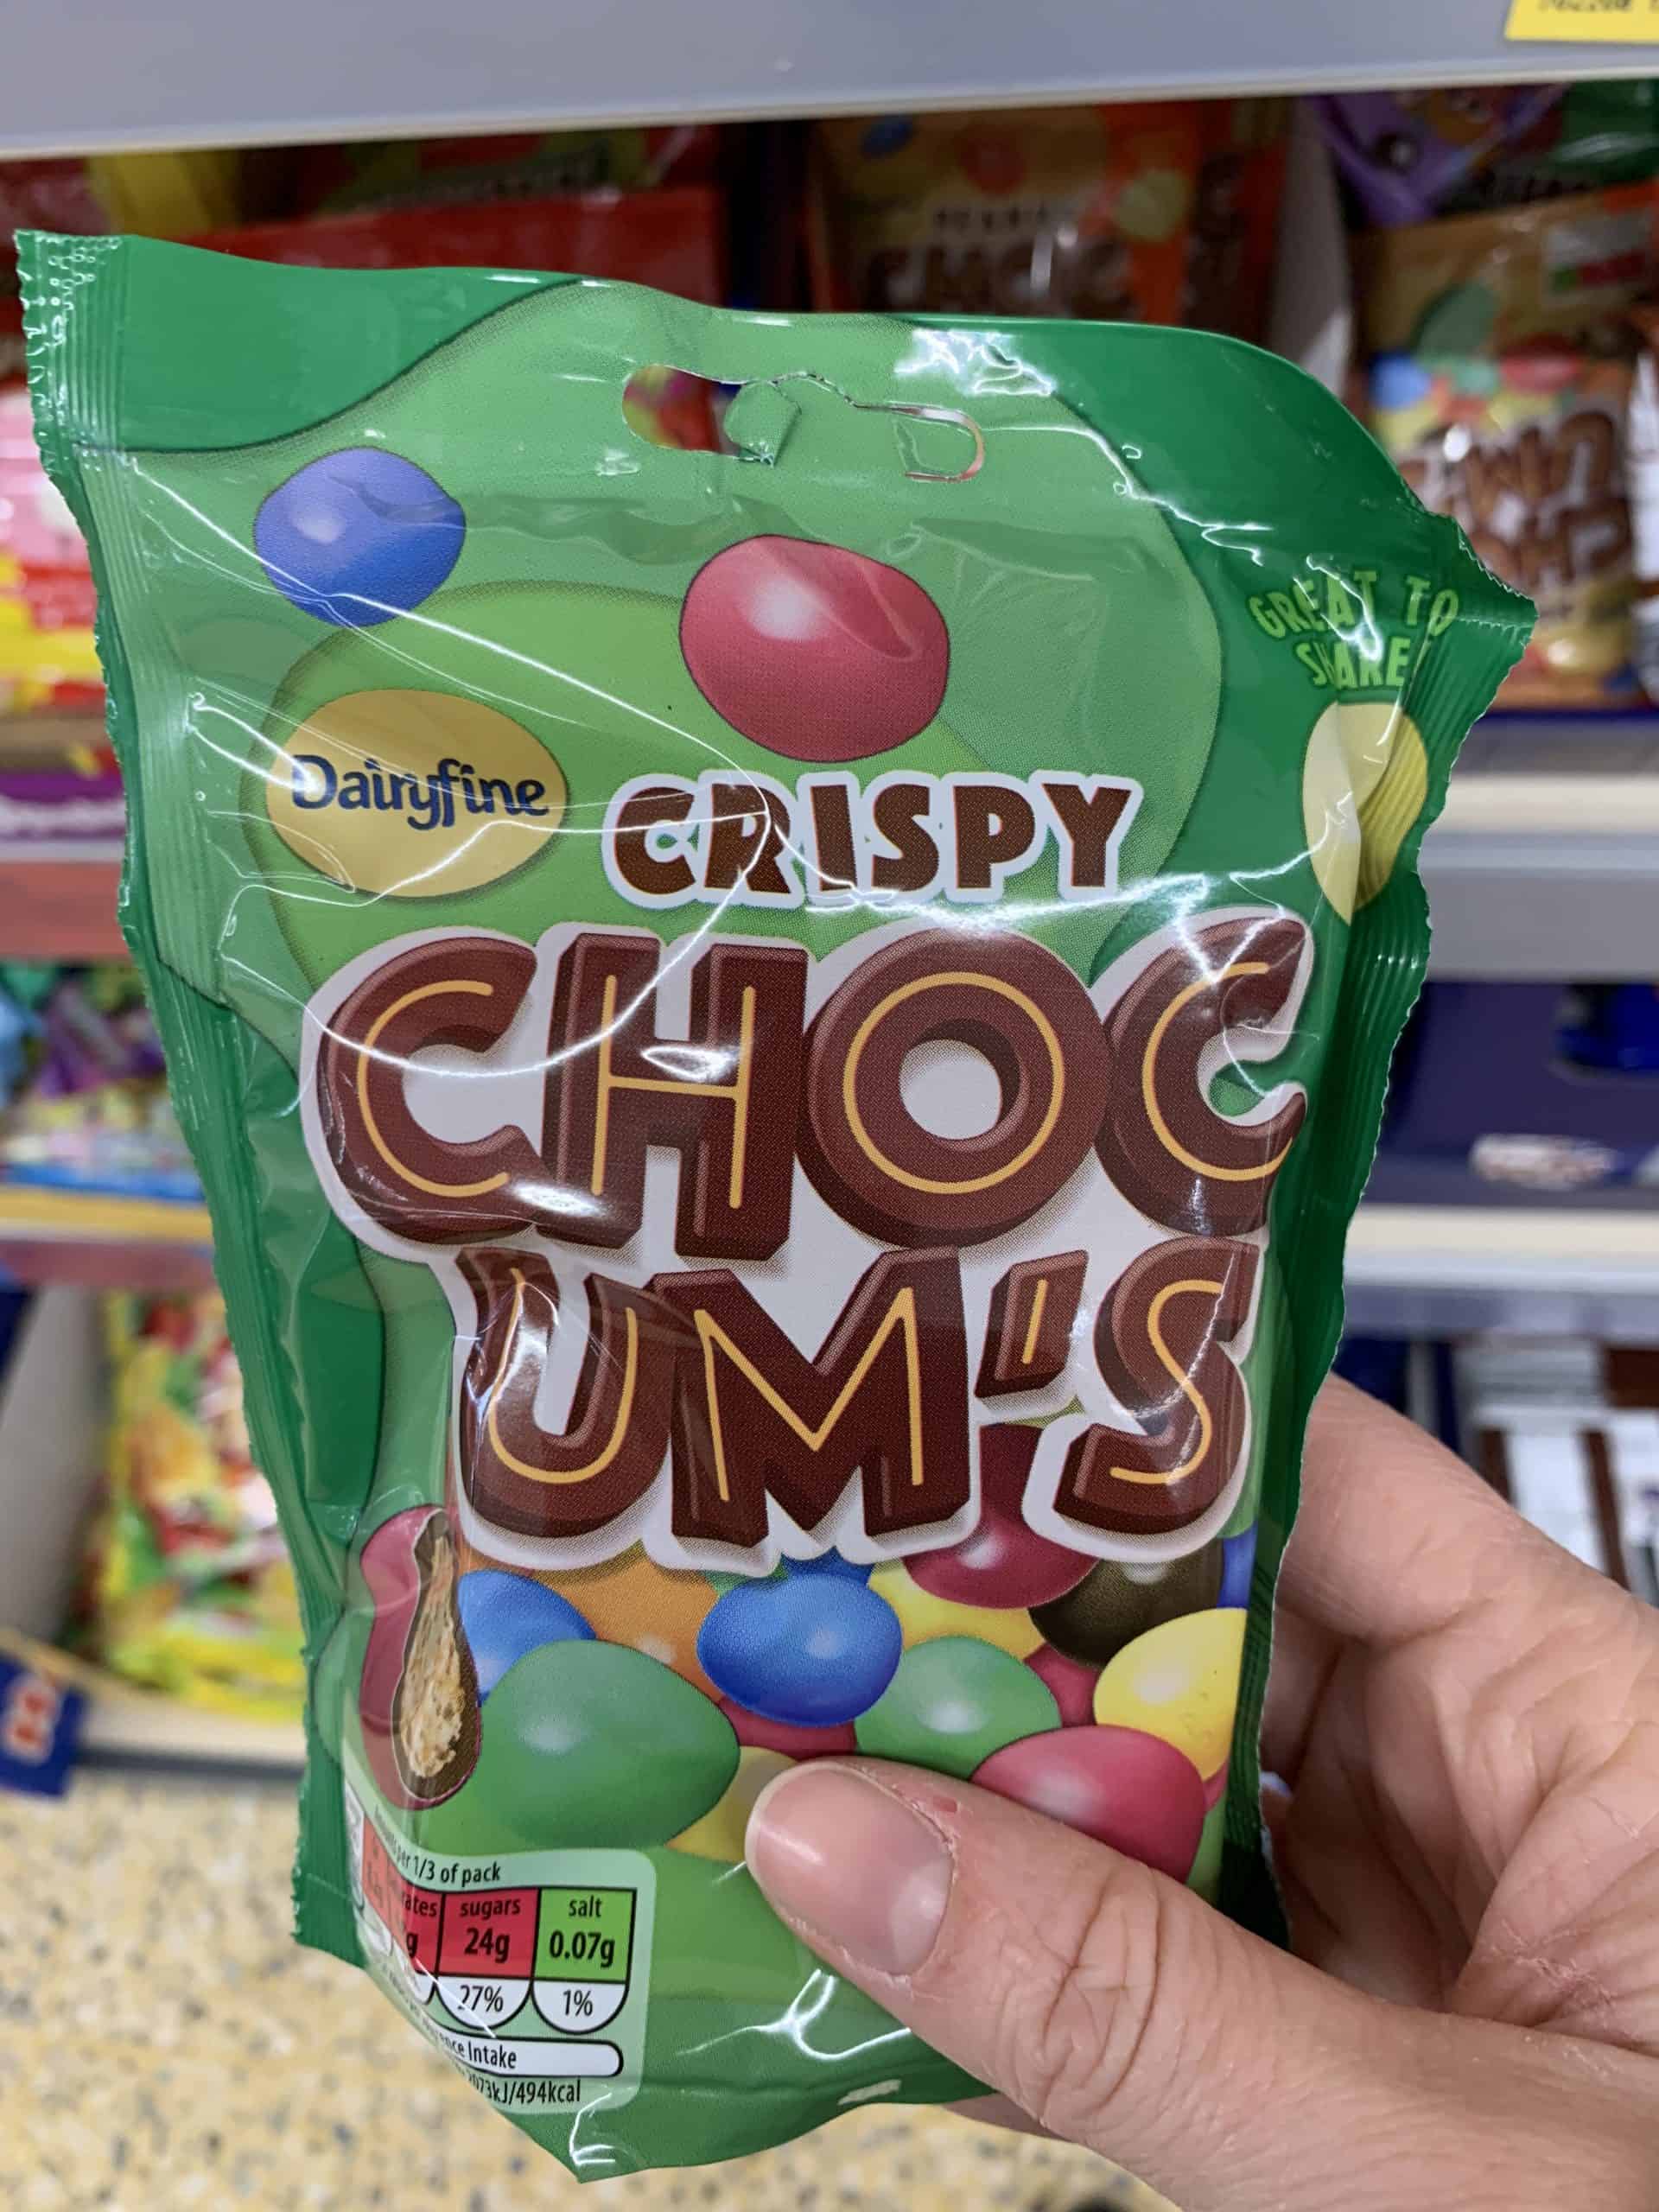 GREAT TO
SHARE!
Dairyfine
CRISPY
CHOC
UM'S
per 1/3 of pack
sugars
24g
27%
salt
0.07g
1%
Intake
494kcal